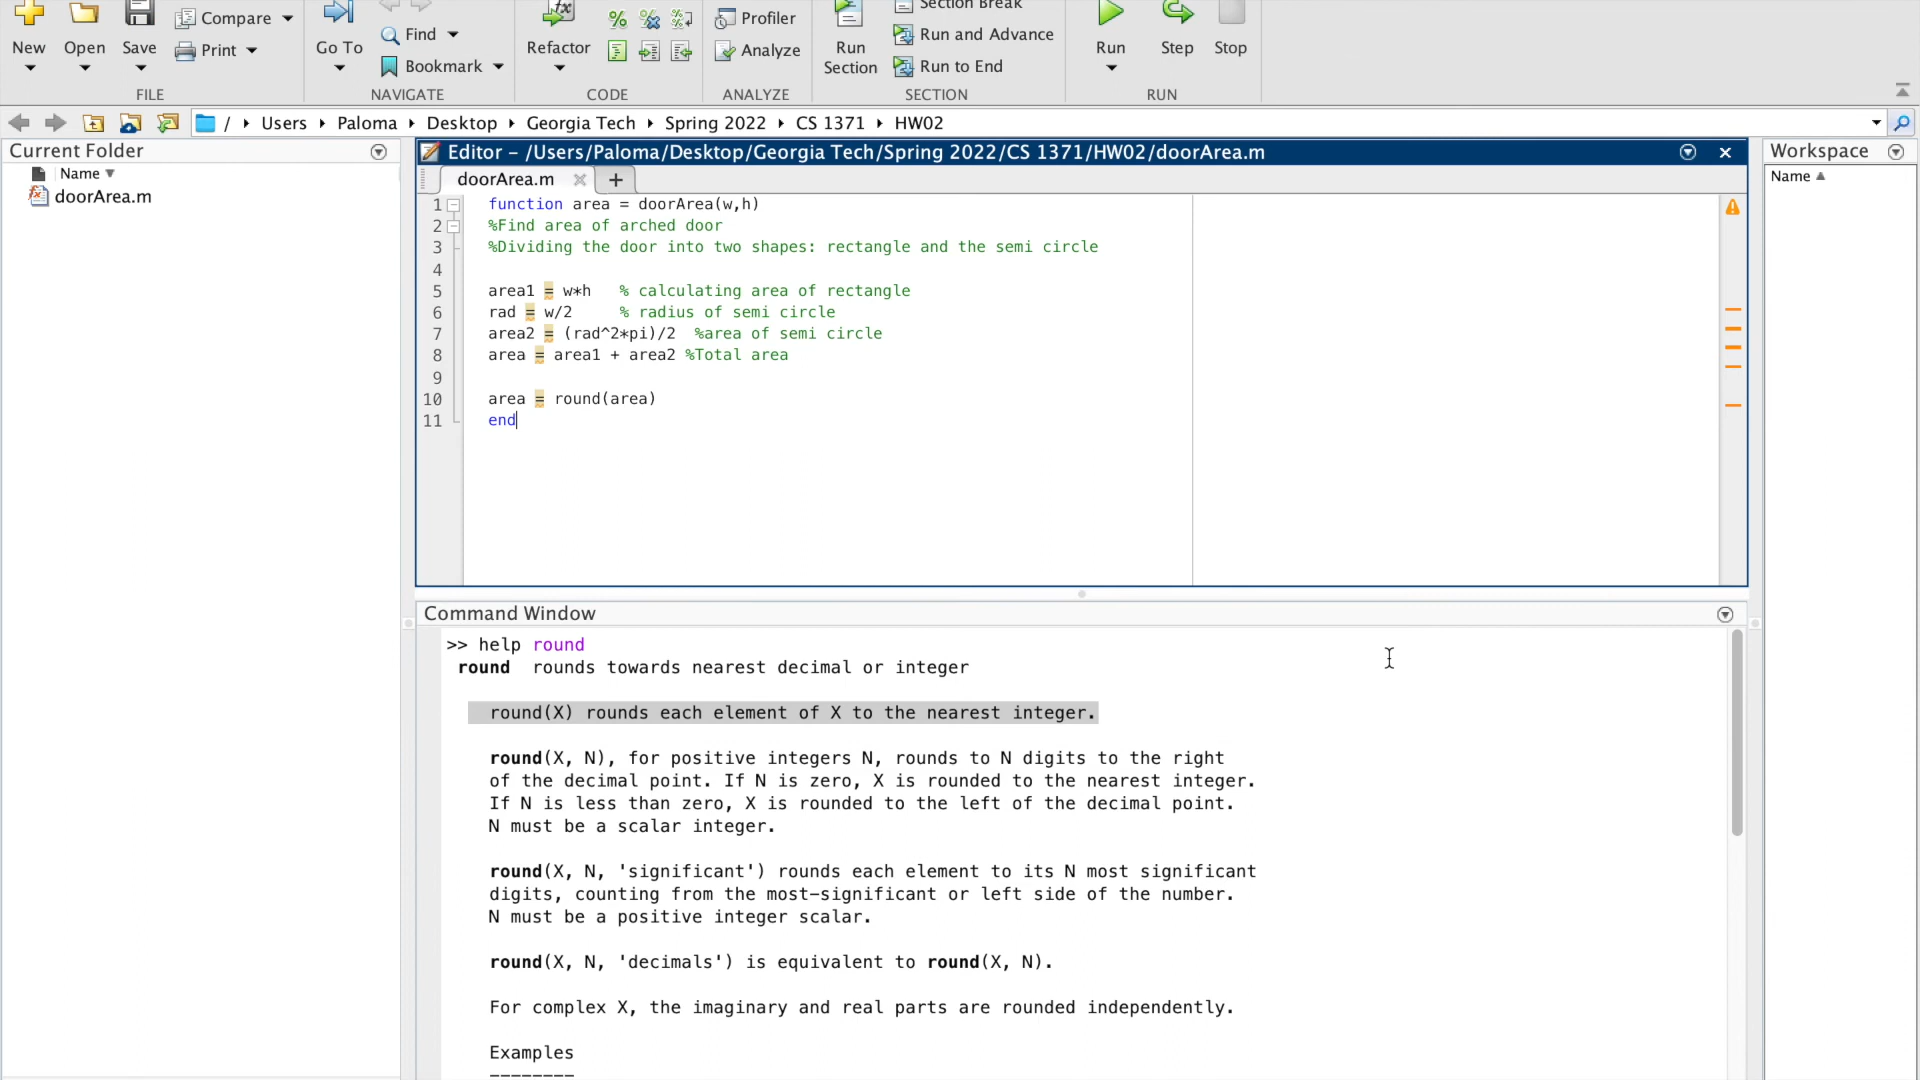 Compare
Section Break
Profiler
Find
Run and Advance
New
Open
Save
Print
Go To
Refactor
Analyze
Run
Section
Run
Step
Stop
Bookmark
Run to End
FILE
NAVIGATE
CODE
ANALYZE
SECTION
RUN
/ Users Paloma Desktop Georgia Tech Spring 2022 CS 1371 HW02
Current Folder
Name
doorArea.m
Editor - /Users/Paloma/Desktop/Georgia Tech/Spring 2022/CS 1371/HW02/doorArea.m
doorArea.m
+
1 function area = doorArea(w,h)
2 %Find area of arched door
3 %Dividing the door into two shapes: rectangle and the semi circle
4
5 area1 = w*h % calculating area of rectangle
6 rad = w/2 % radius of semi circle
7 area2 = (rad^2*pi)/2 %area of semi circle
8 area = area1 + area2 %Total area
9
10 area = round(area)
11 end
Workspace
Name
Command Window
>> help round
round rounds towards nearest decimal or integer
round(X) rounds each element of X to the nearest integer.
round(X, N), for positive integers N, rounds to N digits to the right
of the decimal point. If N is zero, X is rounded to the nearest integer.
If N is less than zero, X is rounded to the left of the decimal point.
N must be a scalar integer.
round(X, N, 'significant') rounds each element to its N most significant
digits, counting from the most-significant or left side of the number.
N must be a positive integer scalar.
round(X, N, 'decimals') is equivalent to round(X, N).
For complex X, the imaginary and real parts are rounded independently.
Examples
--------